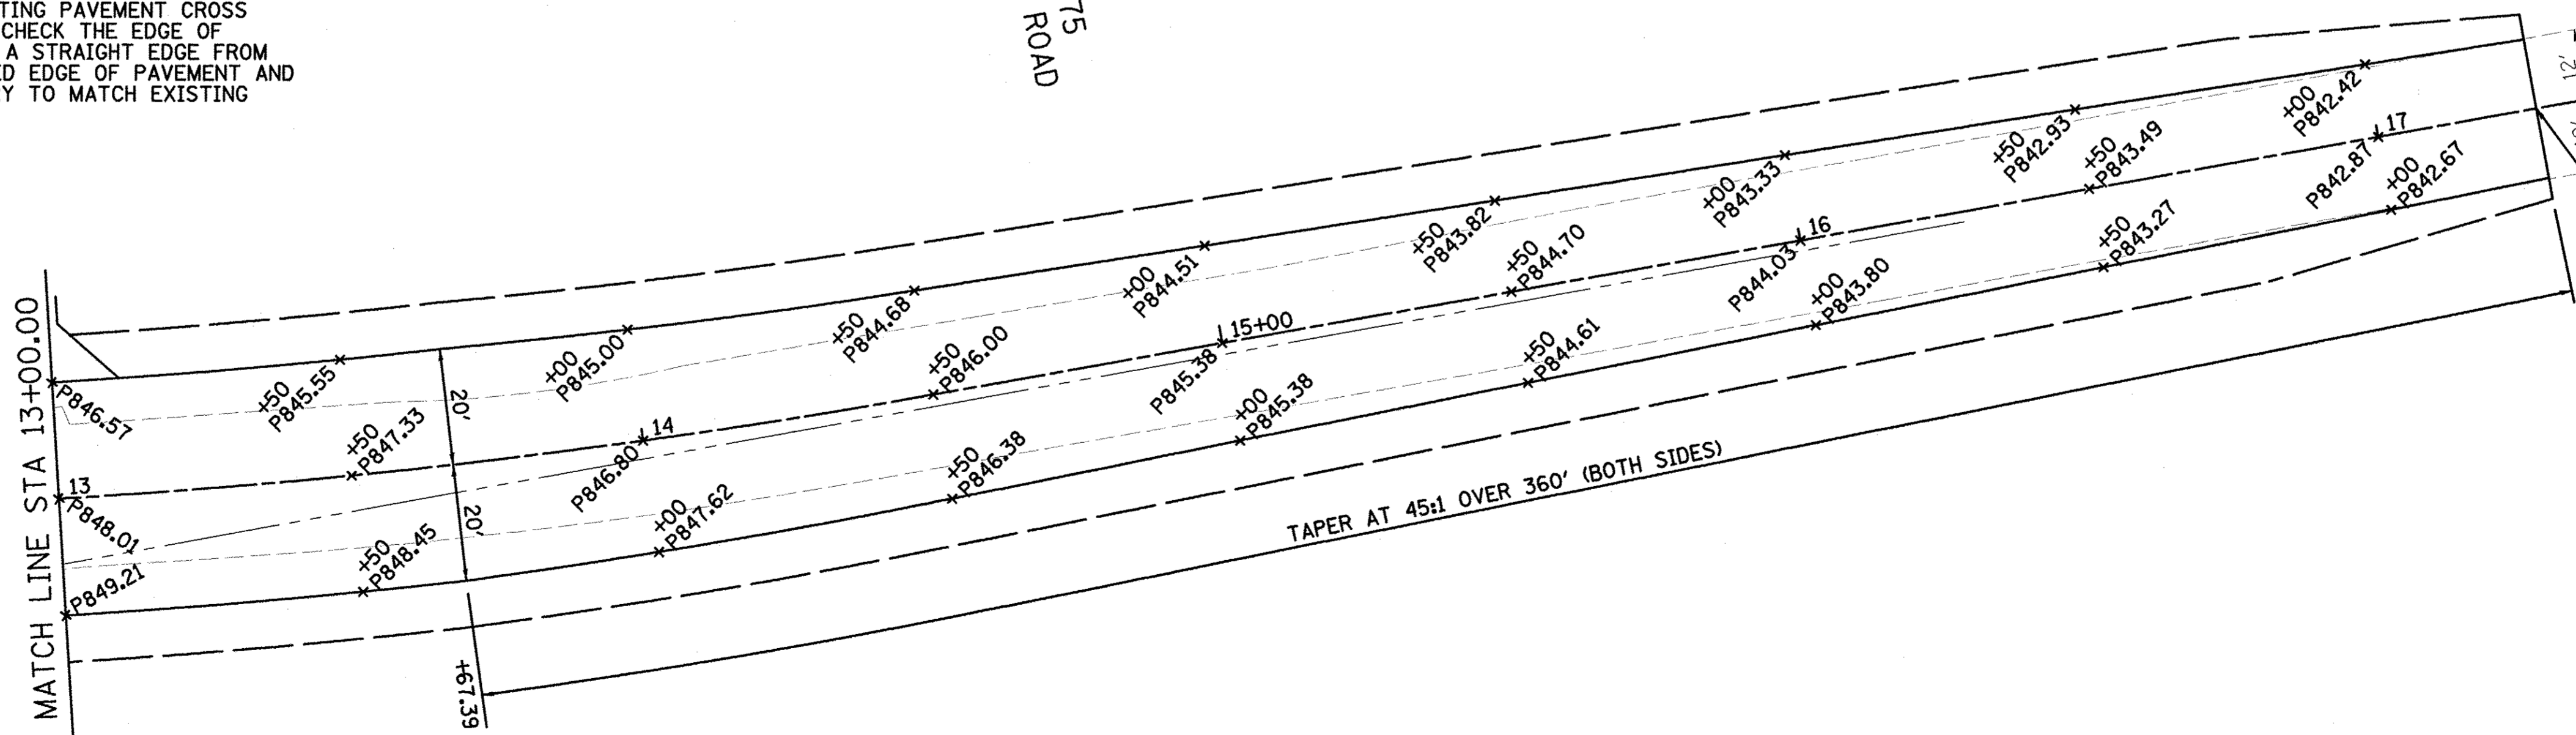 TING PAVEMENT CROSS
CHECK THE EDGE OF
A STRAIGHT EDGE FROM
ED EDGE OF PAVEMENT AND
Y TO MATCH EXISTING
75
ROAD
MATCH LINE STA 13+00.00
P846.57
+50
P845.55
+00
P845.00
+50
P844.68
+00
P844.51
+50
P843.82
+00
P843.33
+50
P842.93
+00
P842.42
13
P848.01
+50
P847.33
14
P846.80
+50
P846.00
15+00
P845.38
+50
P844.70
16
P844.03
+50
P843.49
17
P842.87
P849.21
+50
P848.45
+00
P847.62
+50
P846.38
+00
P845.38
+50
P844.61
+00
P843.80
+50
P843.27
+00
P842.67
20'
20'
12'
+67.39
TAPER AT 45:1 OVER 360' (BOTH SIDES)